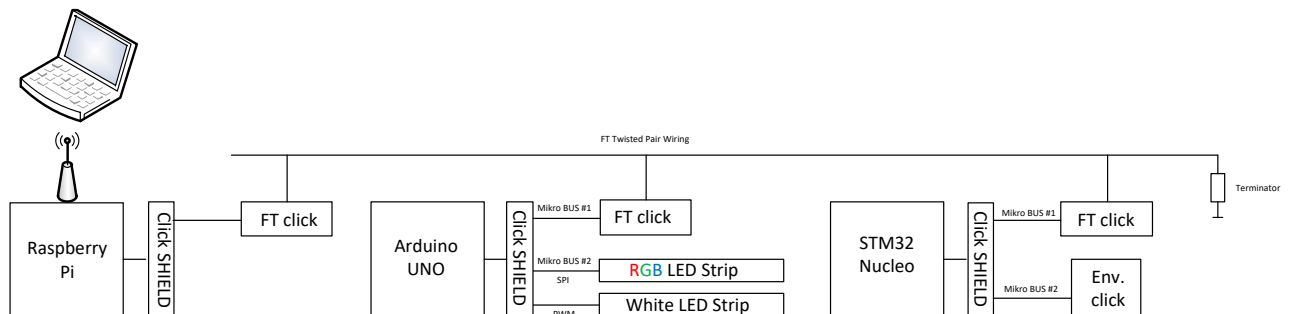 FT Twisted Pair Wiring
Terminator
Raspberry
Pi
Click SHIELD
FT click
Arduino
UNO
Click SHIELD
Mikro BUS #1
FT click
Mikro BUS #2
SPI
RGB LED Strip
PWM
White LED Strip
STM32
Nucleo
Click SHIELD
Mikro BUS #1
FT click
Mikro BUS #2
Env.
click